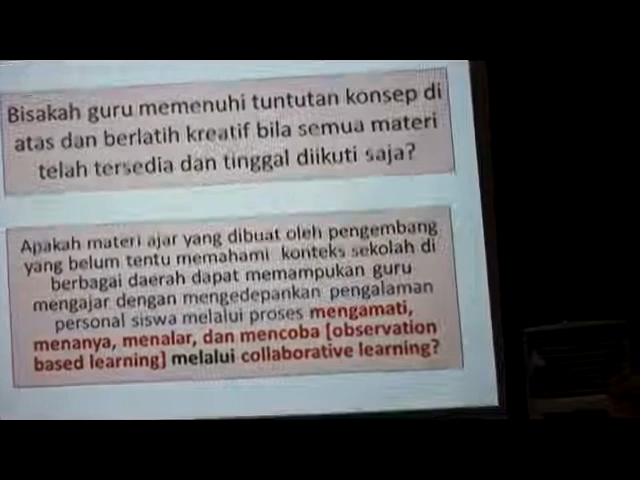 Bisakah guru memenuhi tuntutan konsep di
atas dan berlatih kreatif bila semua materi
telah tersedia dan tinggal diikuti saja?
Apakah materi ajar yang dibuat oleh pengembang
yang belum tentu memahami konteks sekolah di
berbagai daerah dapat memampukan guru
mengajar dengan mengedepankan pengalaman
personal siswa melalui proses mengamati,
menanya, menalar, dan mencoba [observation
based learning] melalui collaborative learning?